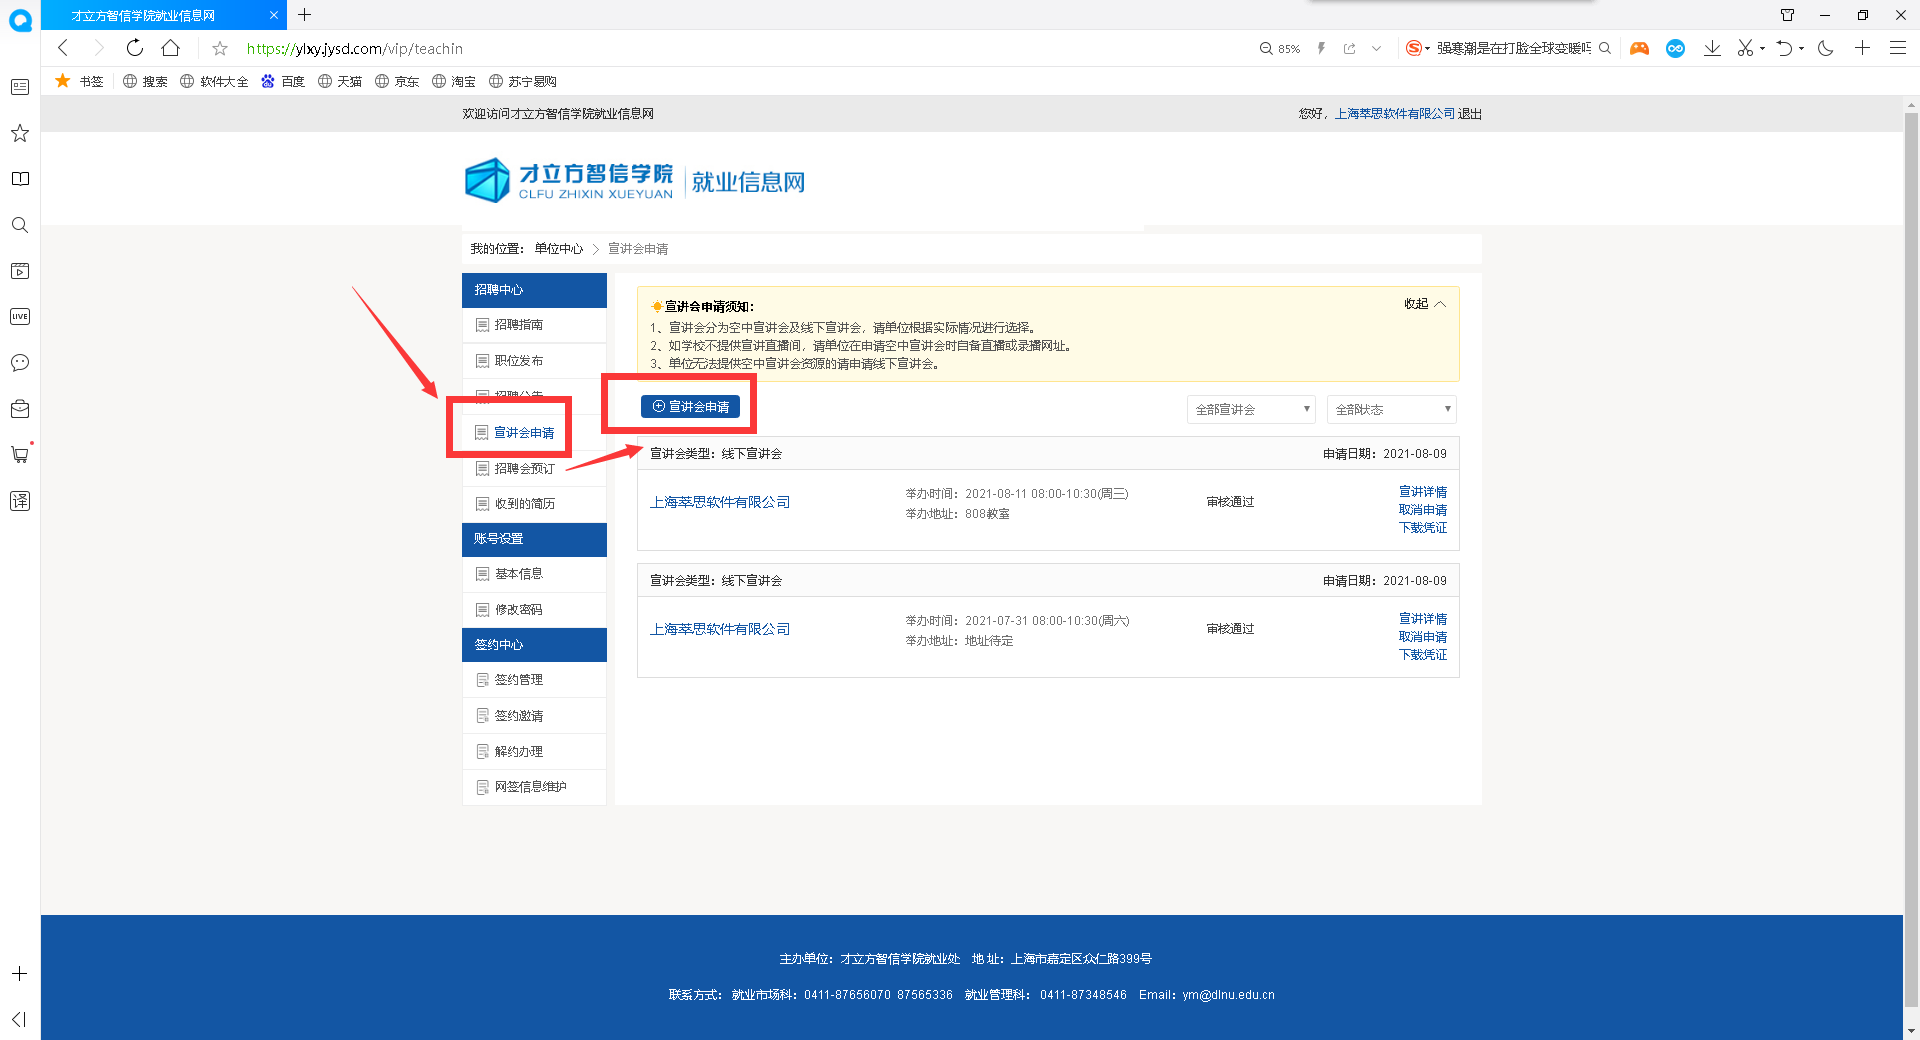 才立方智信学院就业信息网
https://ylxy.jysd.com/vip/teachin
85%
强寒潮是在打脸全球变暖吗
书签 搜索 软件大全 百度 天猫 京东 淘宝 苏宁易购
LIVE
译
欢迎访问才立方智信学院就业信息网
您好，上海萃思软件有限公司 退出
才立方智信学院 就业信息网
CLFU ZHIXIN XUEYUAN
我的位置： 单位中心 > 宣讲会申请
招聘中心
招聘指南
职位发布
招聘公告
宣讲会申请
招聘会预订
收到的简历
账号设置
基本信息
修改密码
签约中心
签约管理
签约邀请
解约办理
网签信息维护
宣讲会申请须知：
收起
1、宣讲会分为空中宣讲会及线下宣讲会，请单位根据实际情况进行选择。
2、如学校不提供宣讲直播间，请单位在申请空中宣讲会时自备直播或录播网址。
3、单位无法提供空中宣讲会资源的请申请线下宣讲会。
宣讲会申请
全部宣讲会
全部状态
宣讲会类型：线下宣讲会
申请日期：2021-08-09
上海萃思软件有限公司
举办时间：2021-08-11 08:00-10:30(周三)
举办地址：808教室
审核通过
宣讲详情
取消申请
下载凭证
宣讲会类型：线下宣讲会
申请日期：2021-08-09
上海萃思软件有限公司
举办时间：2021-07-31 08:00-10:30(周六)
举办地址：地址待定
审核通过
宣讲详情
取消申请
下载凭证
主办单位：才立方智信学院就业处 地 址：上海市嘉定区众仁路399号
联系方式： 就业市场科：0411-87656070 87565336 就业管理科： 0411-87348546 Email：ym@dlnu.edu.cn